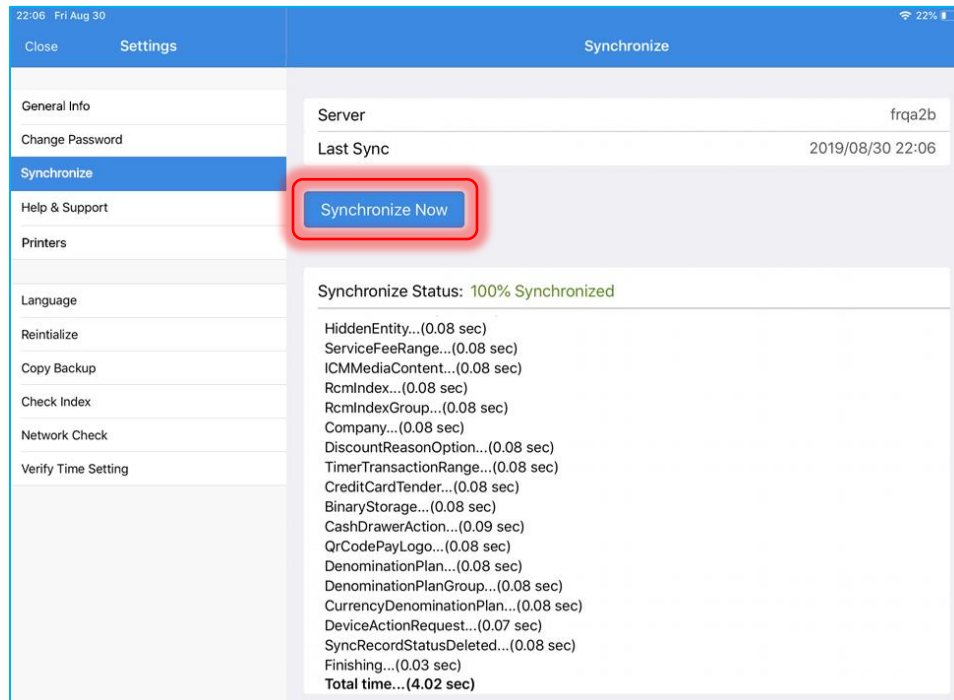 22:06 Fri Aug 30
22%
Close
Settings
Synchronize
General Info
Change Password
Synchronize
Help & Support
Printers
Language
Reintialize
Copy Backup
Check Index
Network Check
Verify Time Setting
Server frqa2b
Last Sync 2019/08/30 22:06
Synchronize Now
Synchronize Status: 100% Synchronized
HiddenEntity...(0.08 sec)
ServiceFeeRange...(0.08 sec)
ICMMediaContent...(0.08 sec)
RcmIndex...(0.08 sec)
RcmIndexGroup...(0.08 sec)
Company...(0.08 sec)
DiscountReasonOption...(0.08 sec)
TimerTransactionRange...(0.08 sec)
CreditCardTender...(0.08 sec)
BinaryStorage...(0.08 sec)
CashDrawerAction...(0.09 sec)
QrCodePayLogo...(0.08 sec)
DenominationPlan...(0.08 sec)
DenominationPlanGroup...(0.08 sec)
CurrencyDenominationPlan...(0.08 sec)
DeviceActionRequest...(0.07 sec)
SyncRecordStatusDeleted...(0.08 sec)
Finishing...(0.03 sec)
Total time...(4.02 sec)